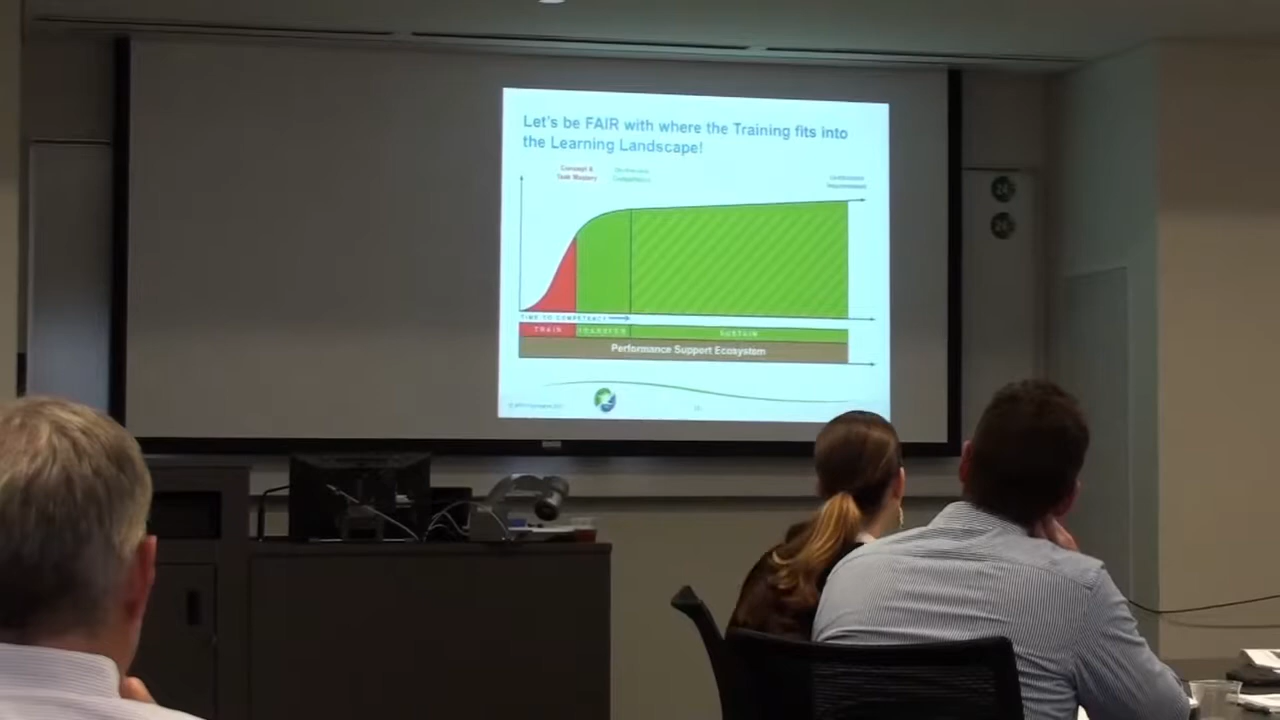 Let's be FAIR with where the Training fits into
the Learning Landscape!
Concept &
Task Mastery
Competency
TIME TO COMPETENCY
TRAIN
TRANSFER
SUSTAIN
Performance Support Ecosystem